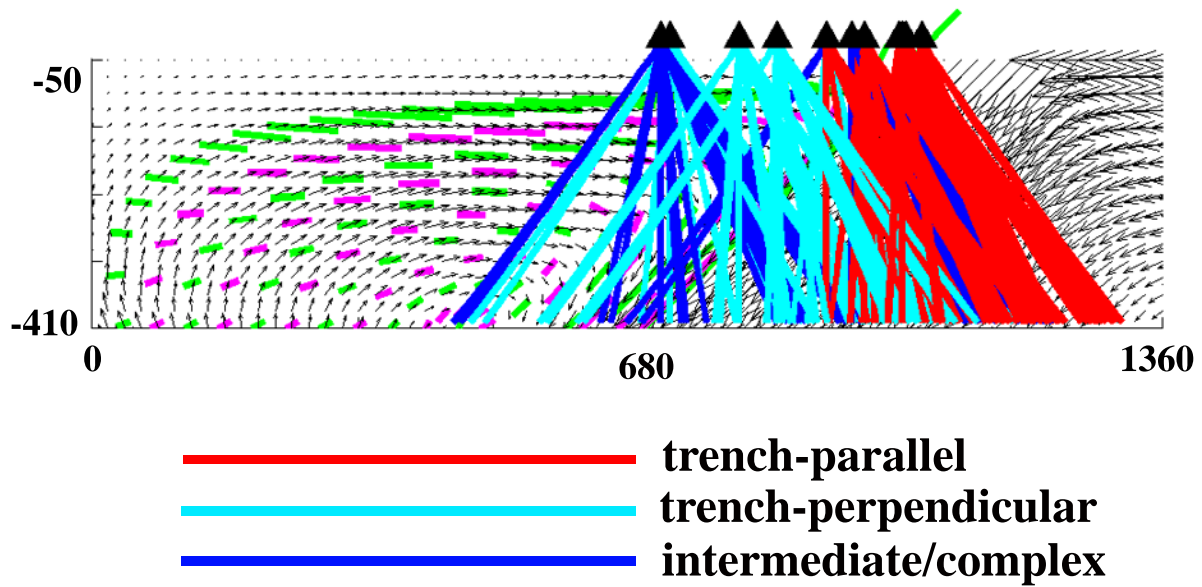 -50
-410
0
680
1360
trench-parallel
trench-perpendicular
intermediate/complex